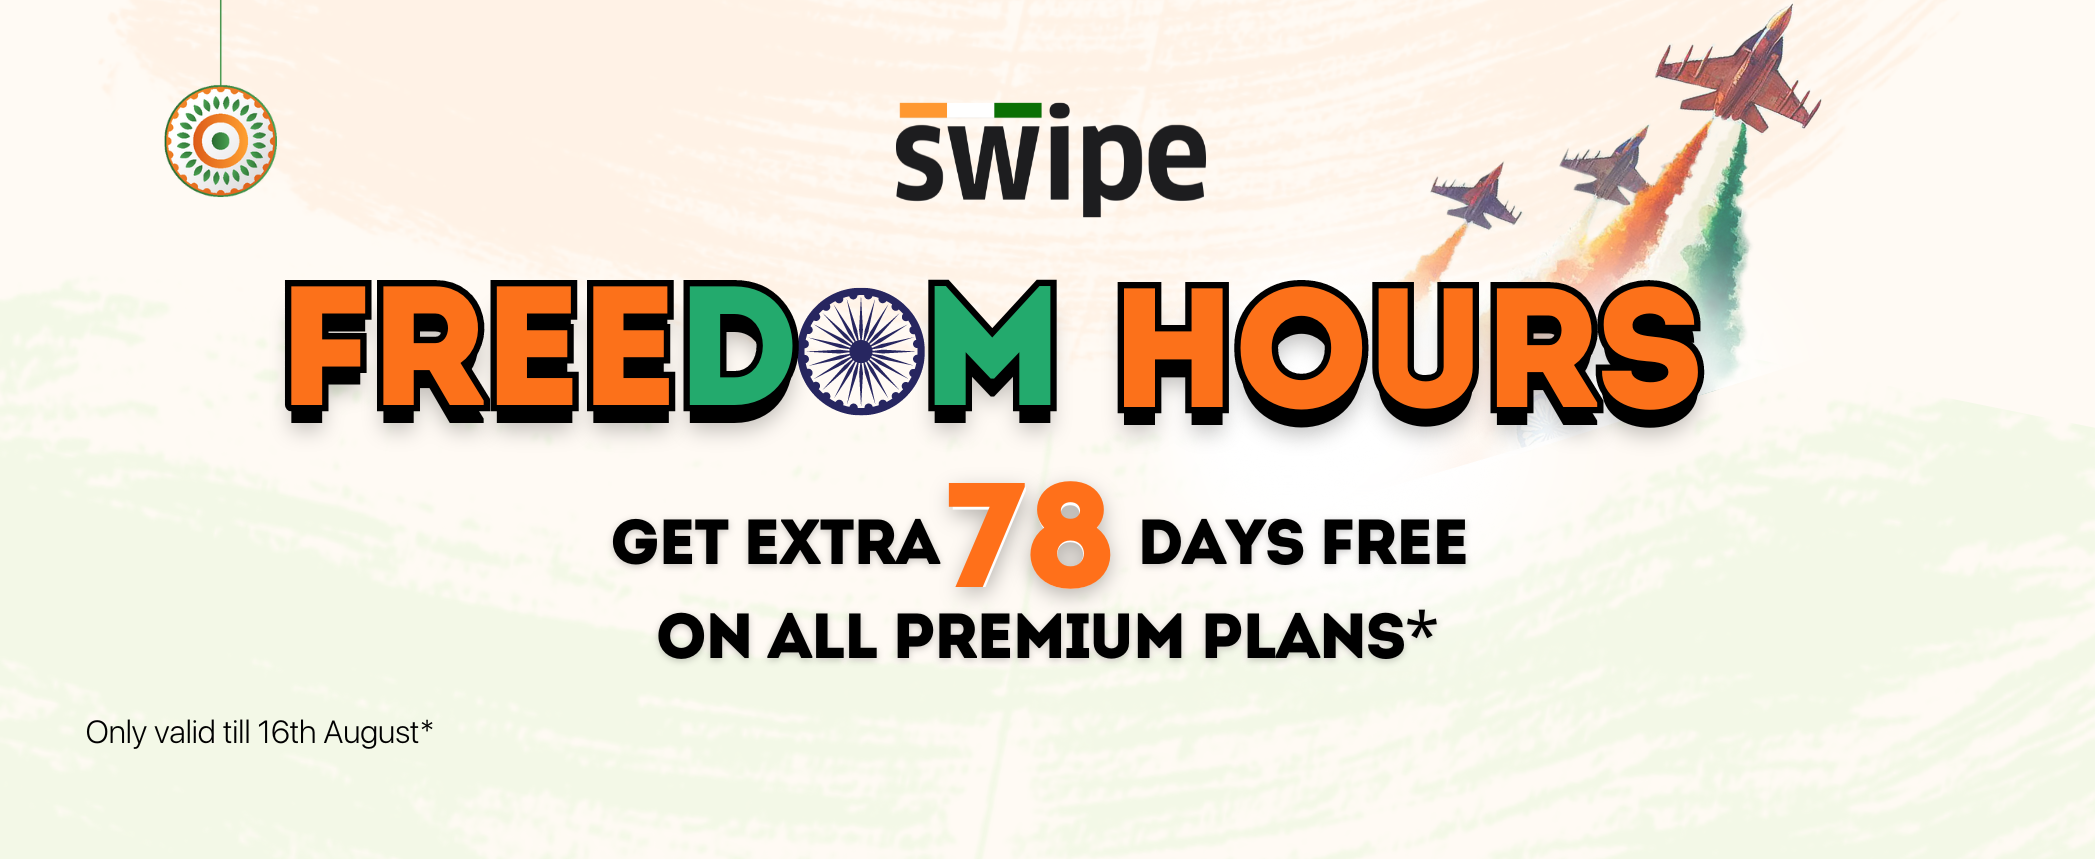 swipe
FREEDOM HOURS
GET EXTRA 78 DAYS FREE
ON ALL PREMIUM PLANS*
Only valid till 16th August*